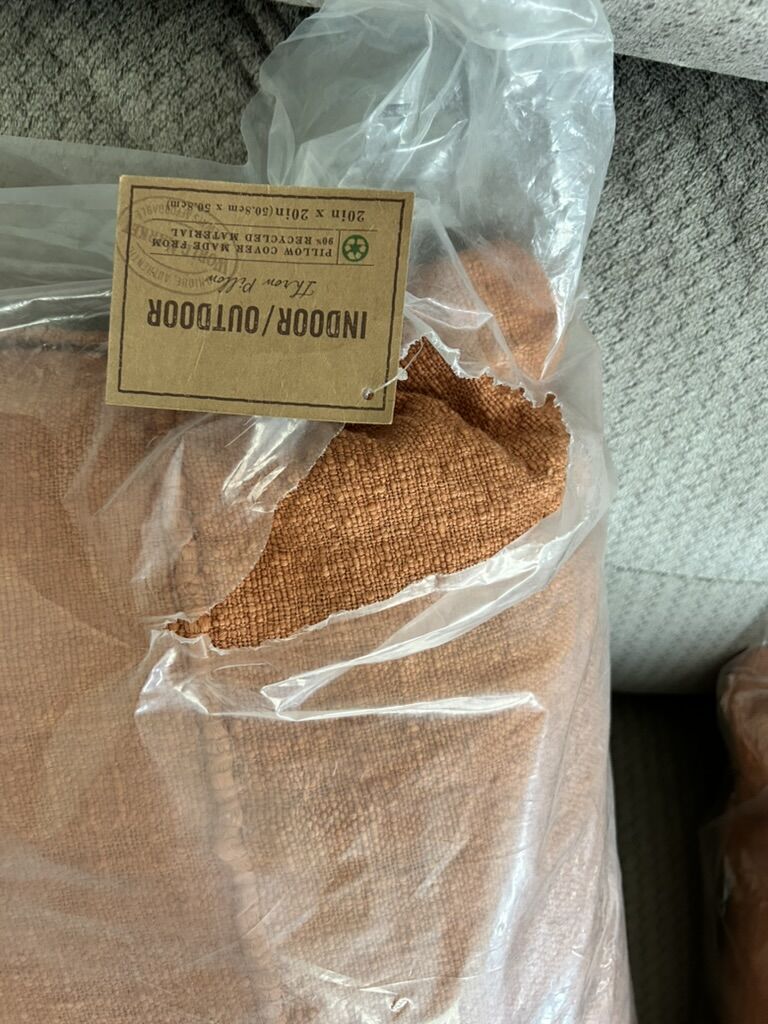 INDOOR/OUTDOOR
Throw Pillow
PILLOW COVER MADE FROM
90% RECYCLED MATERIAL
20in x 20in (50.8cm x 50.8cm)